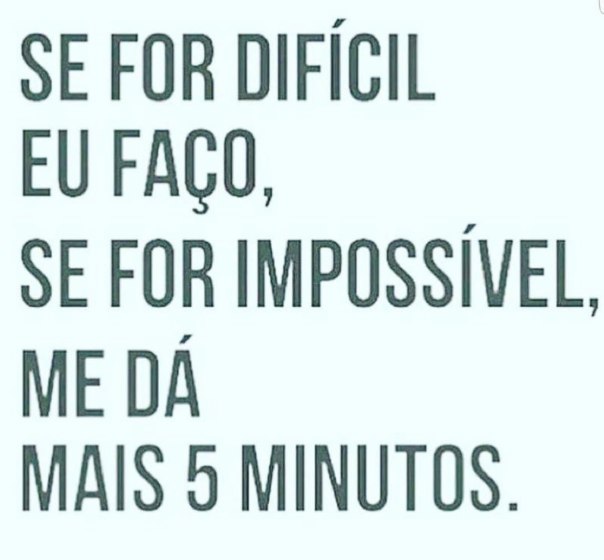 SE FOR DIFÍCIL
EU FAÇO,
SE FOR IMPOSSÍVEL,
ME DÁ
MAIS 5 MINUTOS.